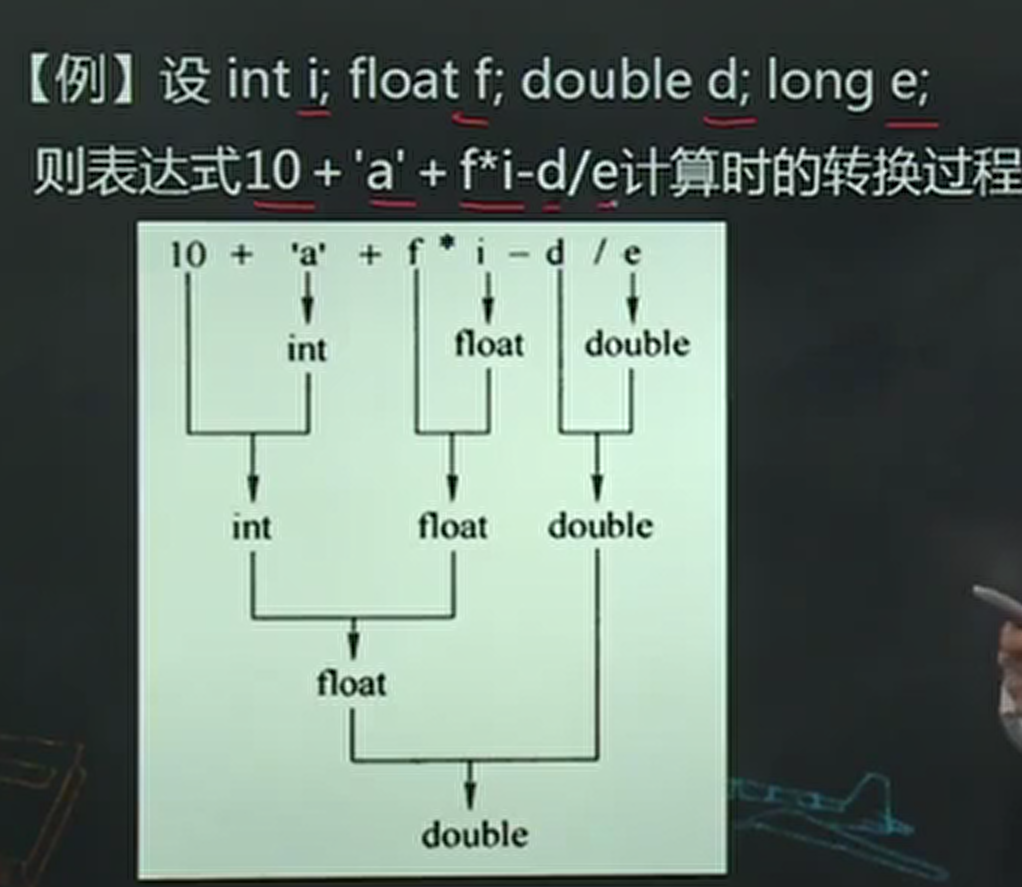 【例】设 int i; float f; double d; long e;
则表达式10 + 'a' + f*i-d/e计算时的转换过程
10 + 'a' + f * i - d / e
int float double
int float double
float
double